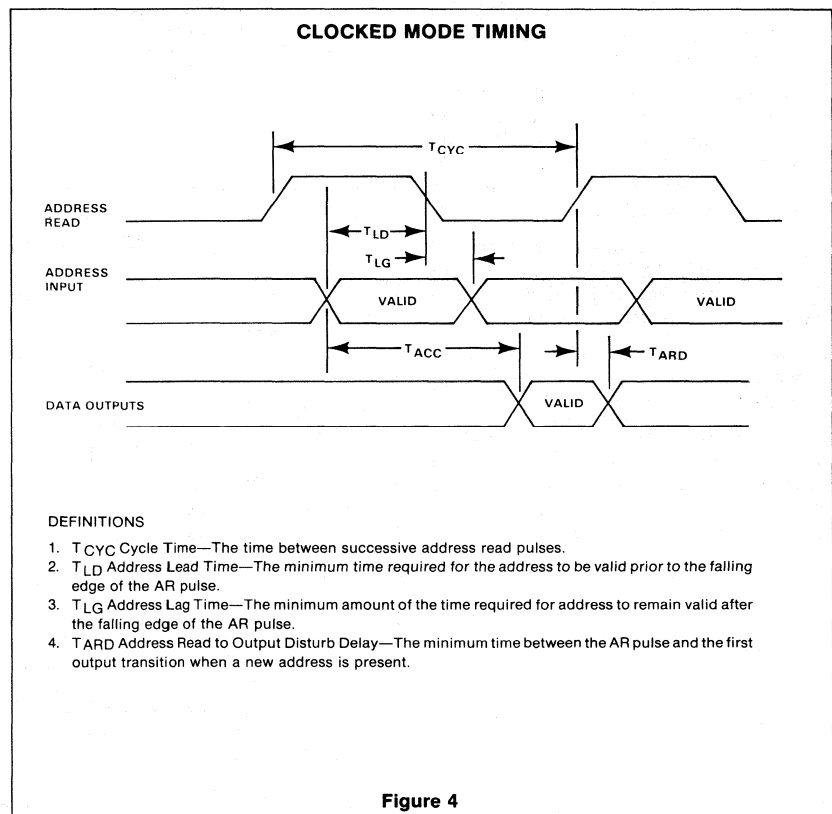 CLOCKED MODE TIMING
TCYC
ADDRESS
READ
TLD
TLG
ADDRESS
INPUT
VALID
VALID
TACC
TARD
DATA OUTPUTS
VALID
DEFINITIONS
1. TCYC Cycle Time—The time between successive address read pulses.
2. TLD Address Lead Time—The minimum time required for the address to be valid prior to the falling
edge of the AR pulse.
3. TLG Address Lag Time—The minimum amount of the time required for address to remain valid after
the falling edge of the AR pulse.
4. TARD Address Read to Output Disturb Delay—The minimum time between the AR pulse and the first
output transition when a new address is present.
Figure 4